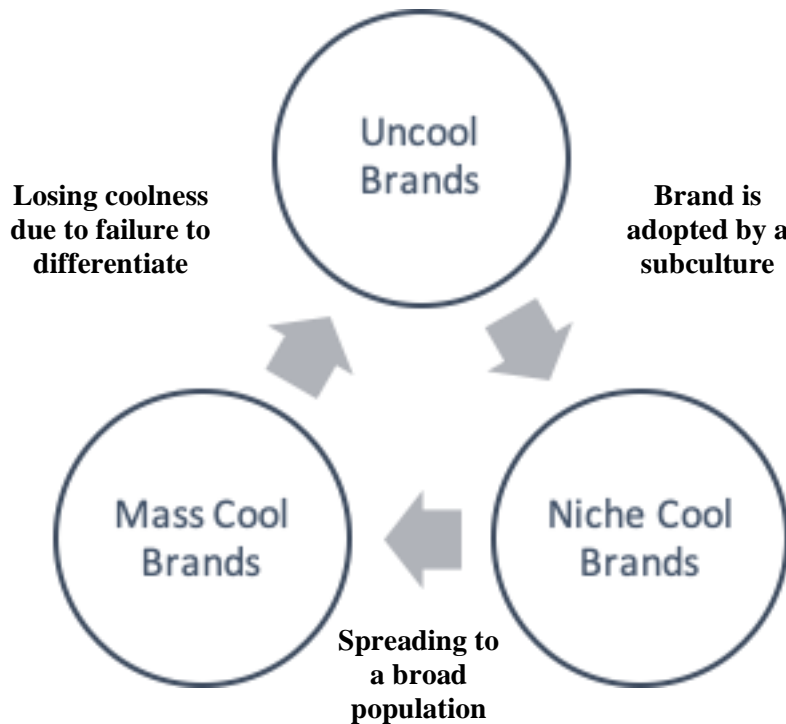 Uncool
Brands
Losing coolness
due to failure to
differentiate
Brand is
adopted by a
subculture
Mass Cool
Brands
Niche Cool
Brands
Spreading to
a broad
population